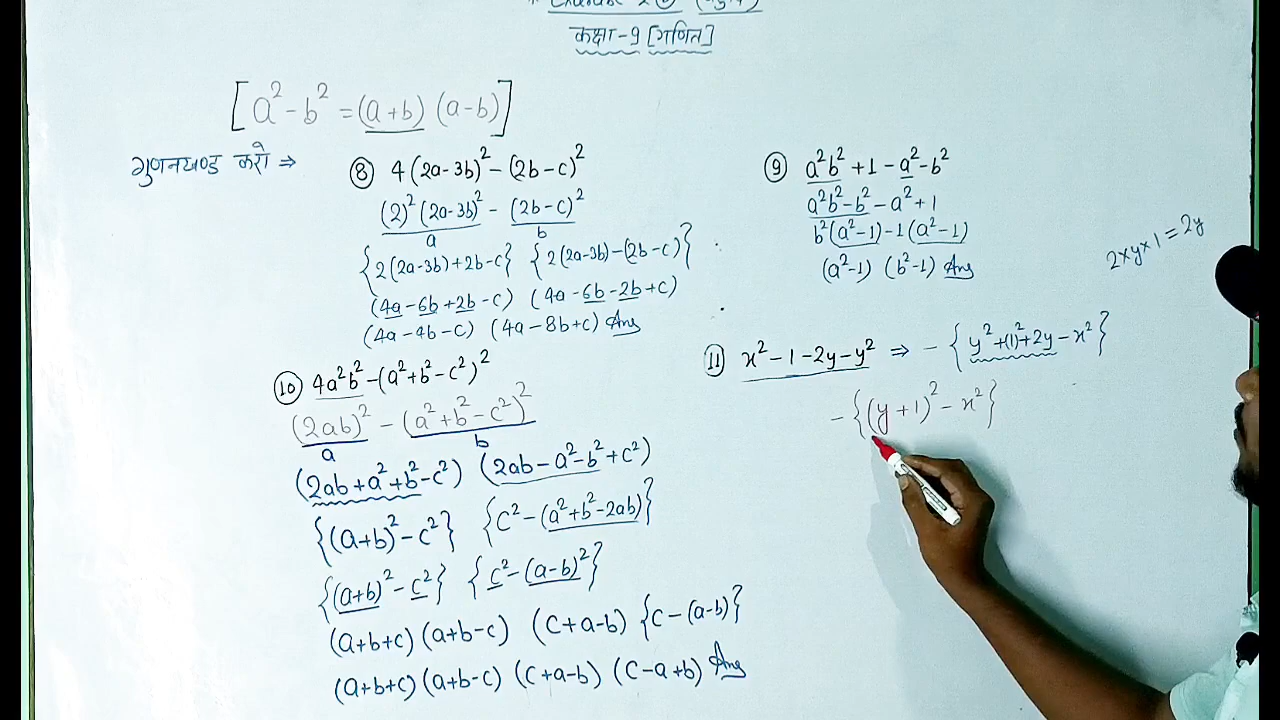 कक्षा-9 [गणित]
[a²-b² = (a+b) (a-b)]
गुणनखण्ड करो ⇒
⑧ 4(2a-3b)² - (2b-c)²
(2)² (2a-3b)² - (2b-c)²
a b
{2(2a-3b)+2b-c} {2(2a-3b)-(2b-c)}
(4a-6b+2b-c) (4a-6b-2b+c)
(4a-4b-c) (4a-8b+c) Ans
⑩ 4a²b² - (a²+b²-c²)²
(2ab)² - (a²+b²-c²)²
a b
(2ab+a²+b²-c²) (2ab-a²-b²+c²)
{(a+b)²-c²} {c²-(a²+b²-2ab)}
{(a+b)²-c²} {c²-(a-b)²}
(a+b+c) (a+b-c) (c+a-b) {c-(a-b)}
(a+b+c) (a+b-c) (c+a-b) (c-a+b) Ans
⑨ a²b²+1-a²-b²
a²b²-b²-a²+1
b²(a²-1)-1(a²-1)
(a²-1) (b²-1) Ans
2×y×1=2y
⑪ x²-1-2y-y² ⇒ -{y²+(1)²+2y-x²}
-{(y+1)²-x²}